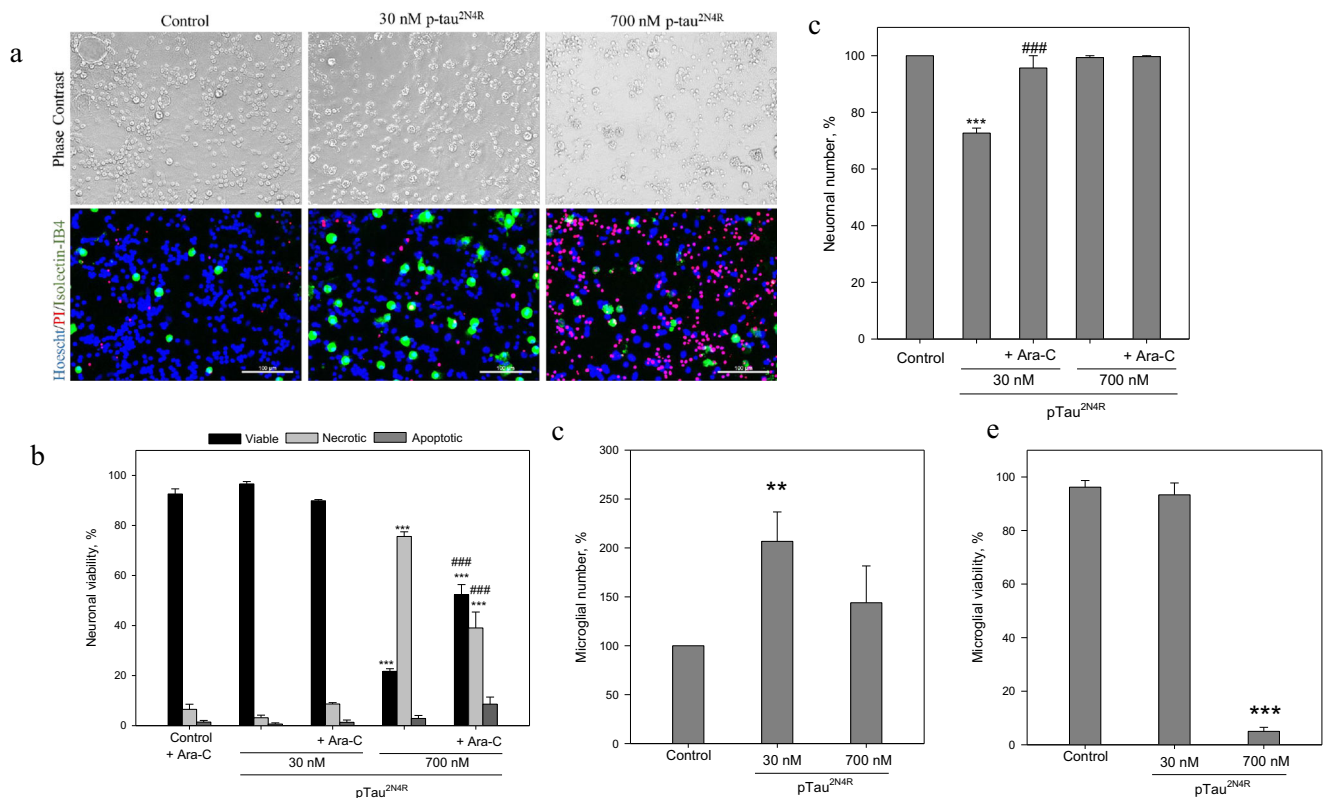 Control
30 nM p-tau2N4R
700 nM p-tau2N4R
a
Phase Contrast
Hoescht/PI/Isolectin-IB4
100 µm
100 µm
100 µm
c
Neuornal number, %
100
80
60
40
20
0
***
###
Control
+ Ara-C
+ Ara-C
30 nM
700 nM
pTau2N4R
b
Viable
Necrotic
Apoptotic
Neuronal viability, %
100
80
60
40
20
0
***
***
###
***
###
***
Control
+ Ara-C
+ Ara-C
+ Ara-C
30 nM
700 nM
pTau2N4R
c
Microglial number, %
300
250
200
150
100
50
0
**
Control
30 nM
700 nM
pTau2N4R
e
Microglial viability, %
100
80
60
40
20
0
***
Control
30 nM
700 nM
pTau2N4R